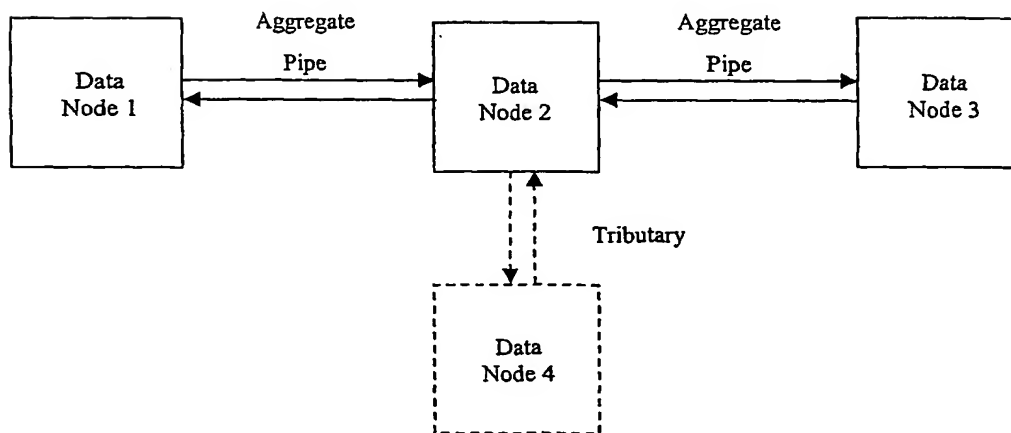 Aggregate
Pipe
Aggregate
Pipe
Data
Node 1
Data
Node 2
Data
Node 3
Tributary
Data
Node 4